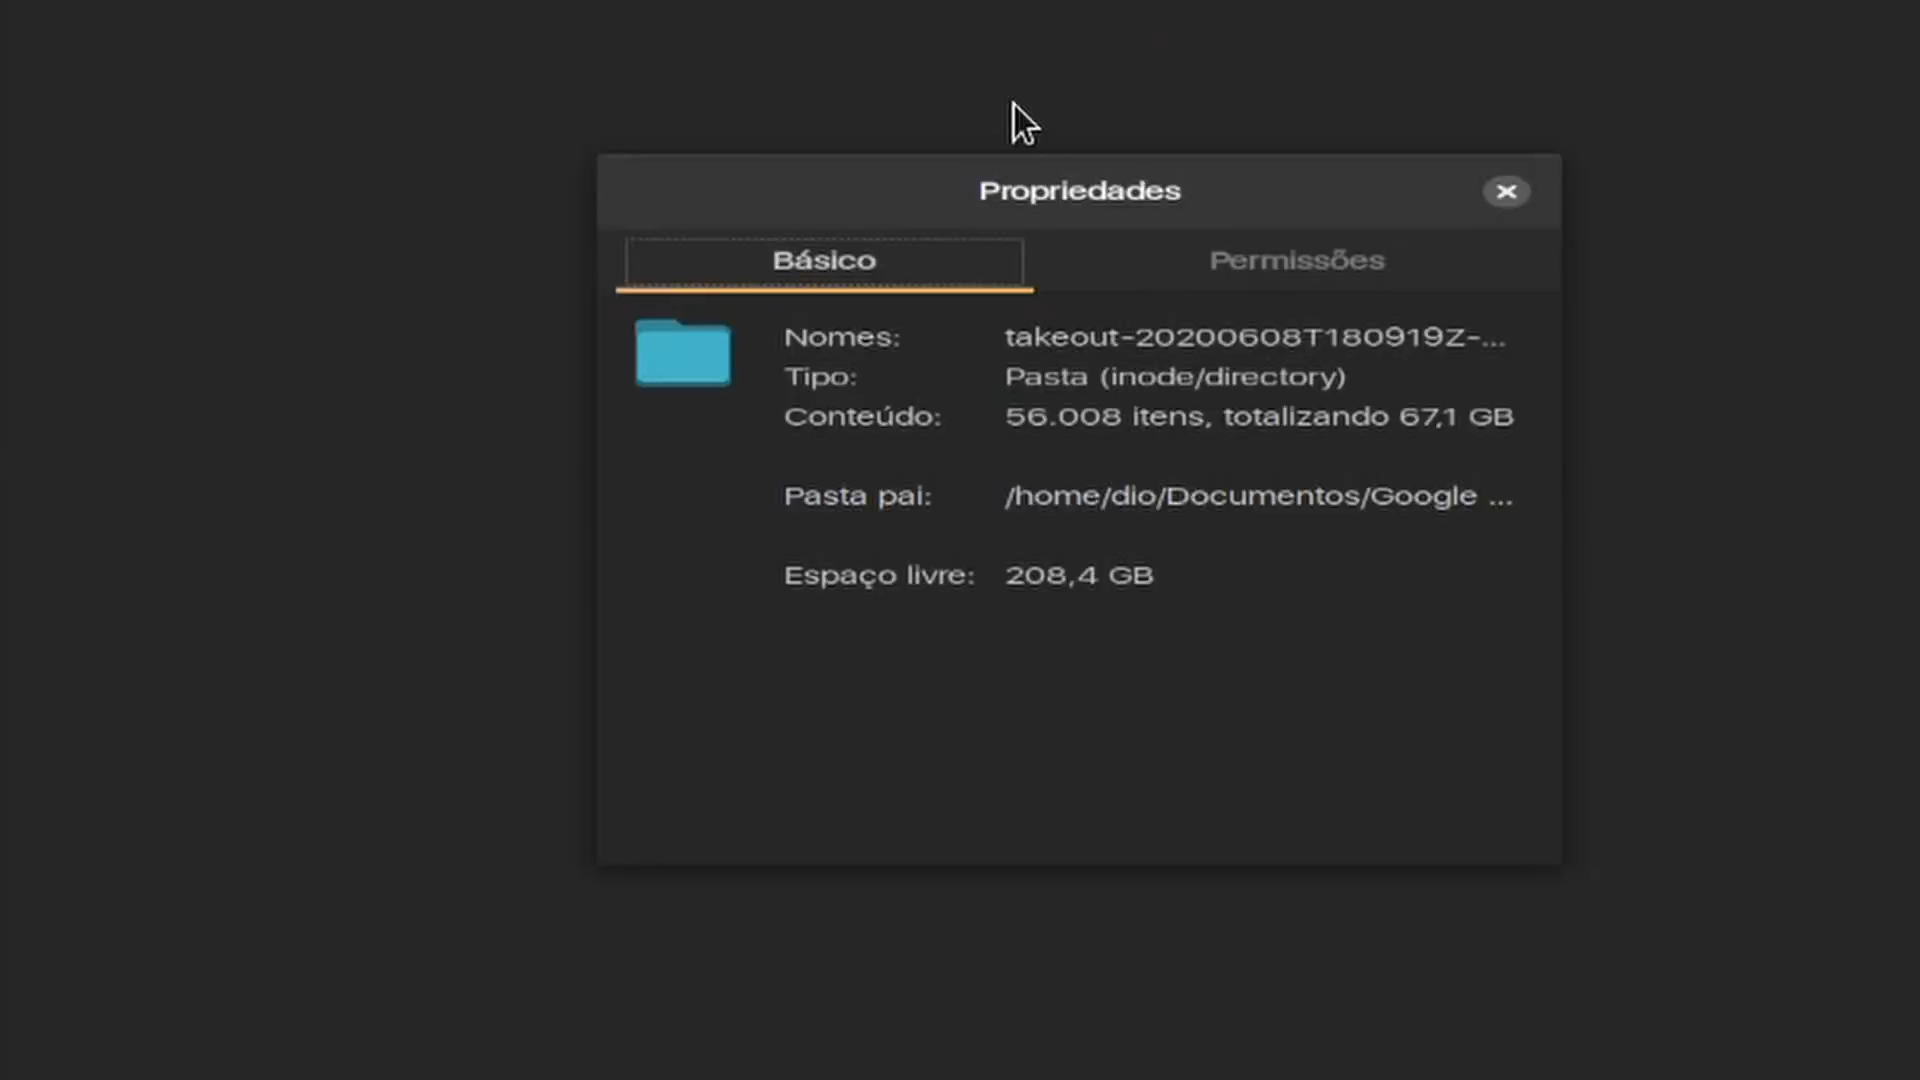 Propriedades
Básico
Permissões
Nomes: takeout-20200608T180919Z-...
Tipo: Pasta (inode/directory)
Conteúdo: 56.008 itens, totalizando 67,1 GB
Pasta pai: /home/dio/Documentos/Google ...
Espaço livre: 208,4 GB